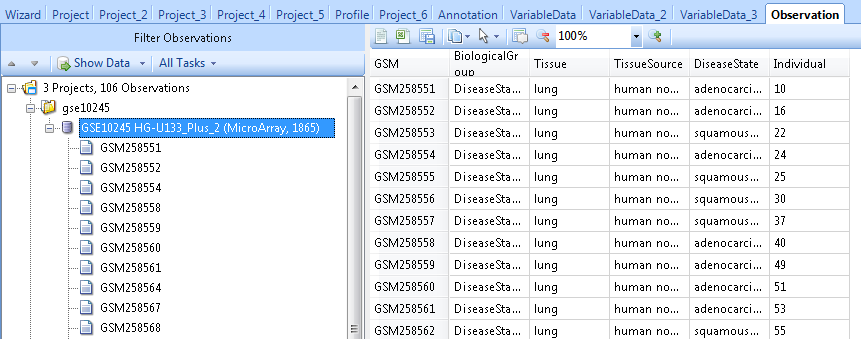 Wizard Project Project_2 Project_3 Project_4 Project_5 Profile Project_6 Annotation VariableData VariableData_2 VariableData_3 Observation
Filter Observations
Show Data All Tasks
3 Projects, 106 Observations
gse10245
GSE10245 HG-U133_Plus_2 (MicroArray, 1865)
GSM258551
GSM258552
GSM258554
GSM258558
GSM258559
GSM258560
GSM258561
GSM258564
GSM258567
GSM258568
100%
GSM BiologicalGr Tissue TissueSource DiseaseState Individual
oup
GSM258551 DiseaseSta... lung human no... adenocarci... 10
GSM258552 DiseaseSta... lung human no... adenocarci... 16
GSM258553 DiseaseSta... lung human no... squamous... 22
GSM258554 DiseaseSta... lung human no... adenocarci... 24
GSM258555 DiseaseSta... lung human no... squamous... 25
GSM258556 DiseaseSta... lung human no... squamous... 30
GSM258557 DiseaseSta... lung human no... squamous... 37
GSM258558 DiseaseSta... lung human no... adenocarci... 40
GSM258559 DiseaseSta... lung human no... adenocarci... 49
GSM258560 DiseaseSta... lung human no... adenocarci... 51
GSM258561 DiseaseSta... lung human no... adenocarci... 53
GSM258562 DiseaseSta... lung human no... squamous... 55